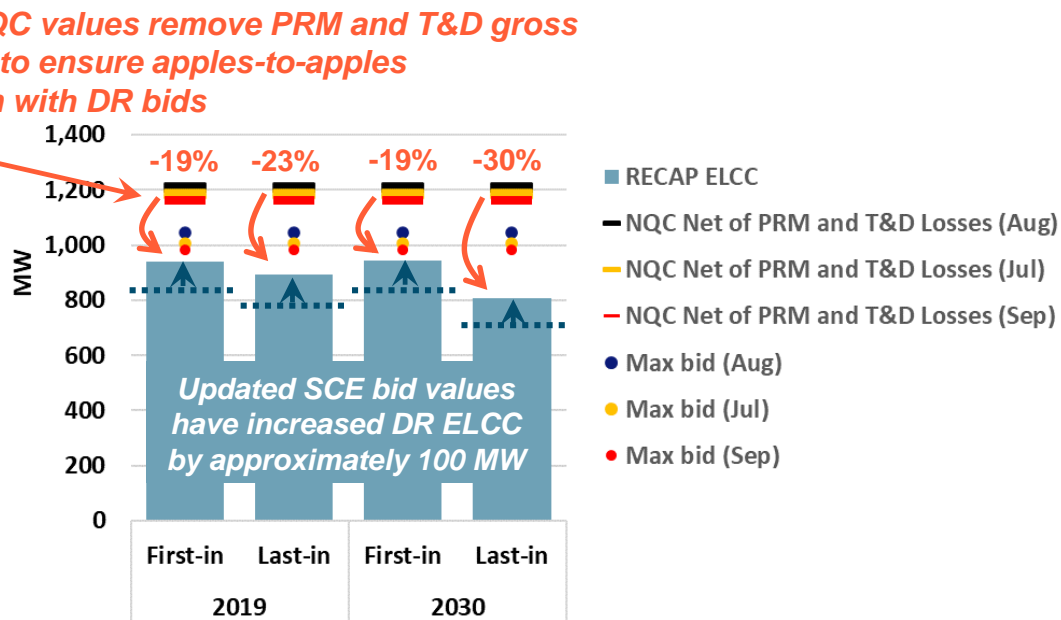 QC values remove PRM and T&D gross
to ensure apples-to-apples
with DR bids
1,400
1,200
1,000
800
600
400
200
0
MW
-19% -23% -19% -30%
Updated SCE bid values
have increased DR ELCC
by approximately 100 MW
First-in Last-in First-in Last-in
2019 2030
RECAP ELCC
NQC Net of PRM and T&D Losses (Aug)
NQC Net of PRM and T&D Losses (Jul)
NQC Net of PRM and T&D Losses (Sep)
Max bid (Aug)
Max bid (Jul)
Max bid (Sep)